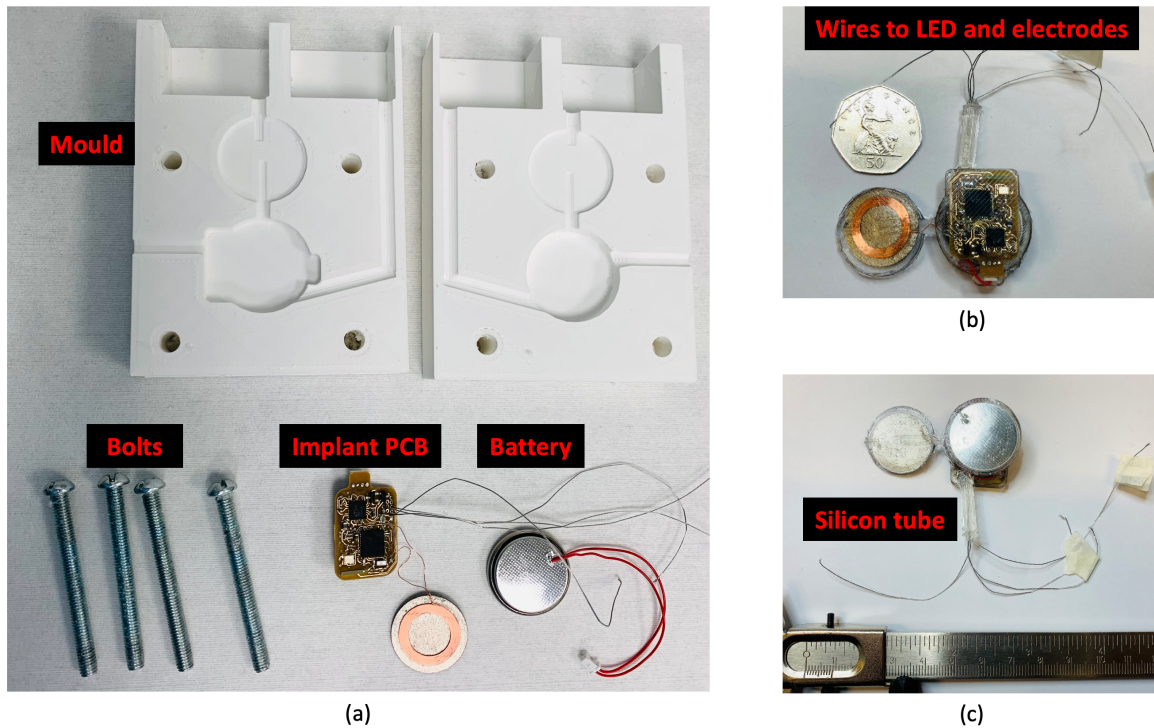 Mould
Bolts
Implant PCB
Battery
(a)
Wires to LED and electrodes
FIFTY PENCE
50
(b)
Silicon tube
(c)